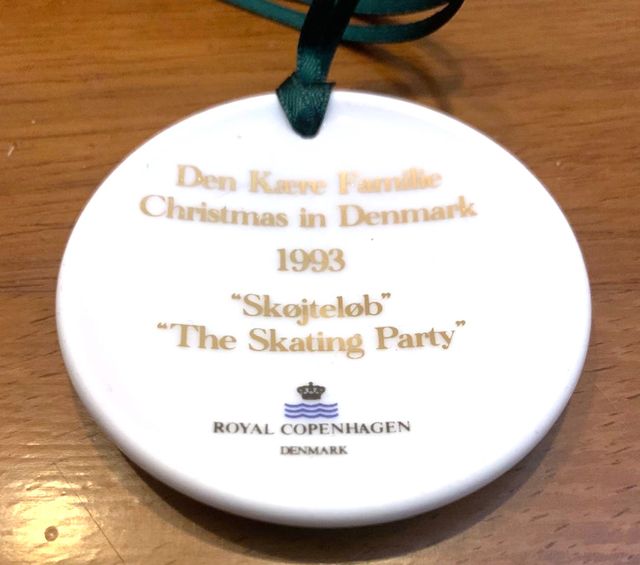 Den Kære Familie
Christmas in Denmark
1993
“Skøjteløb”
“The Skating Party”
ROYAL COPENHAGEN
DENMARK